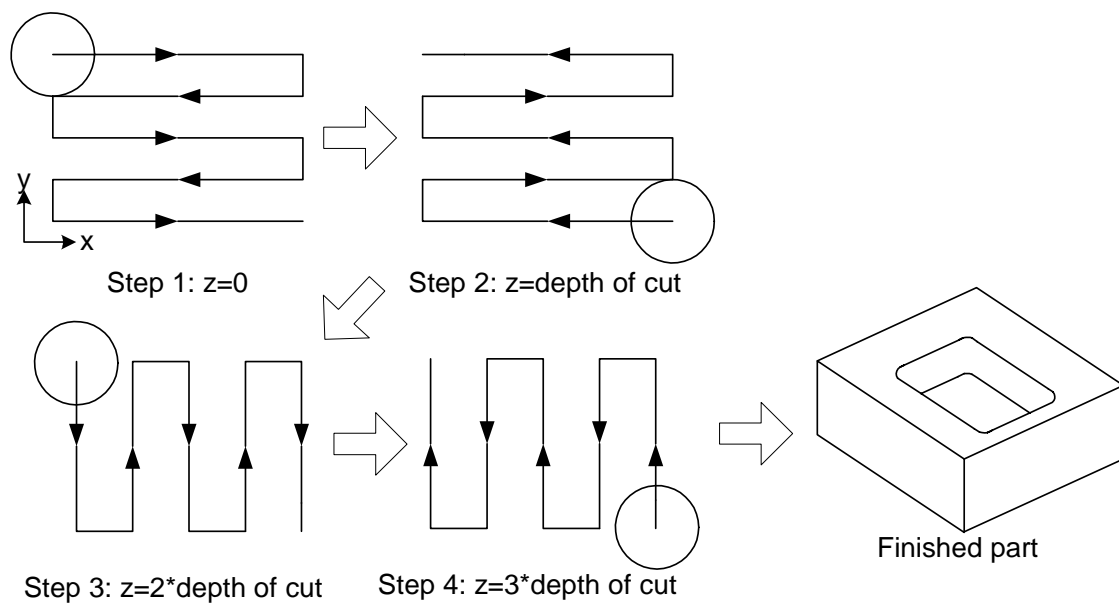 y
x
Step 1: z=0
Step 2: z=depth of cut
Step 3: z=2*depth of cut
Step 4: z=3*depth of cut
Finished part